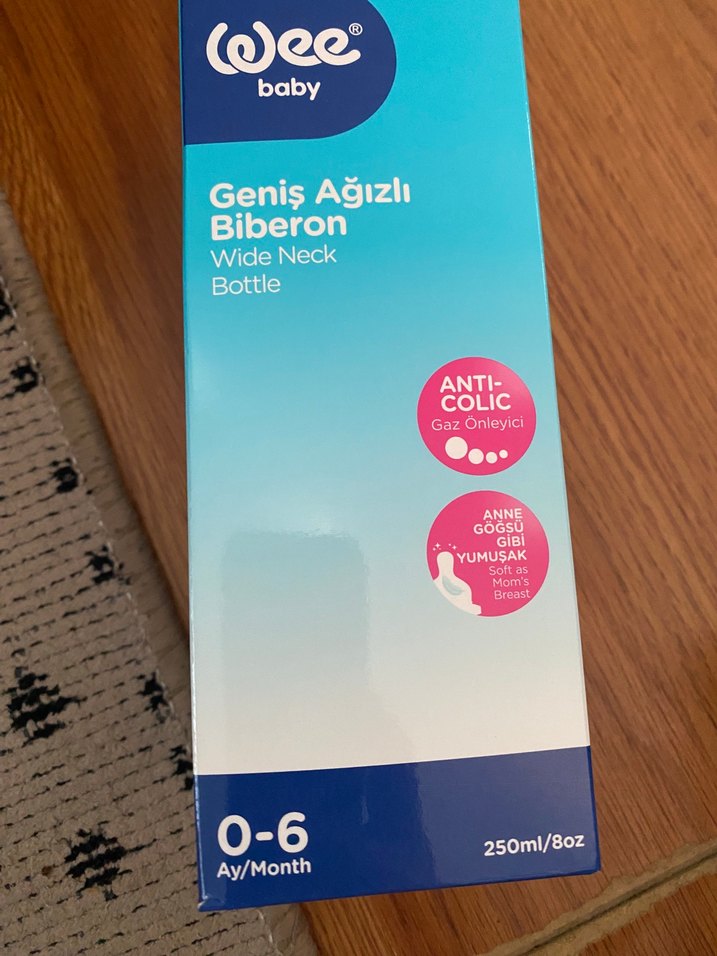 Wee®
baby
Geniş Ağızlı
Biberon
Wide Neck
Bottle
ANTI-
COLIC
Gaz Önleyici
ANNE
GÖĞSÜ
GİBİ
YUMUŞAK
Soft as
Mom's
Breast
0-6
Ay/Month
250ml/8oz